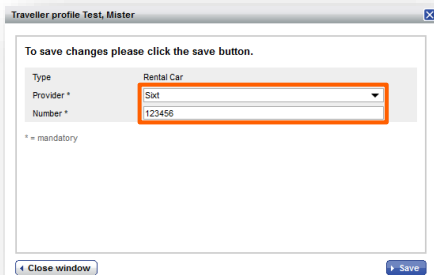 Traveller profile Test, Mister
To save changes please click the save button.
Type Rental Car
Provider * Sixt
Number * 123456
* = mandatory
Close window Save